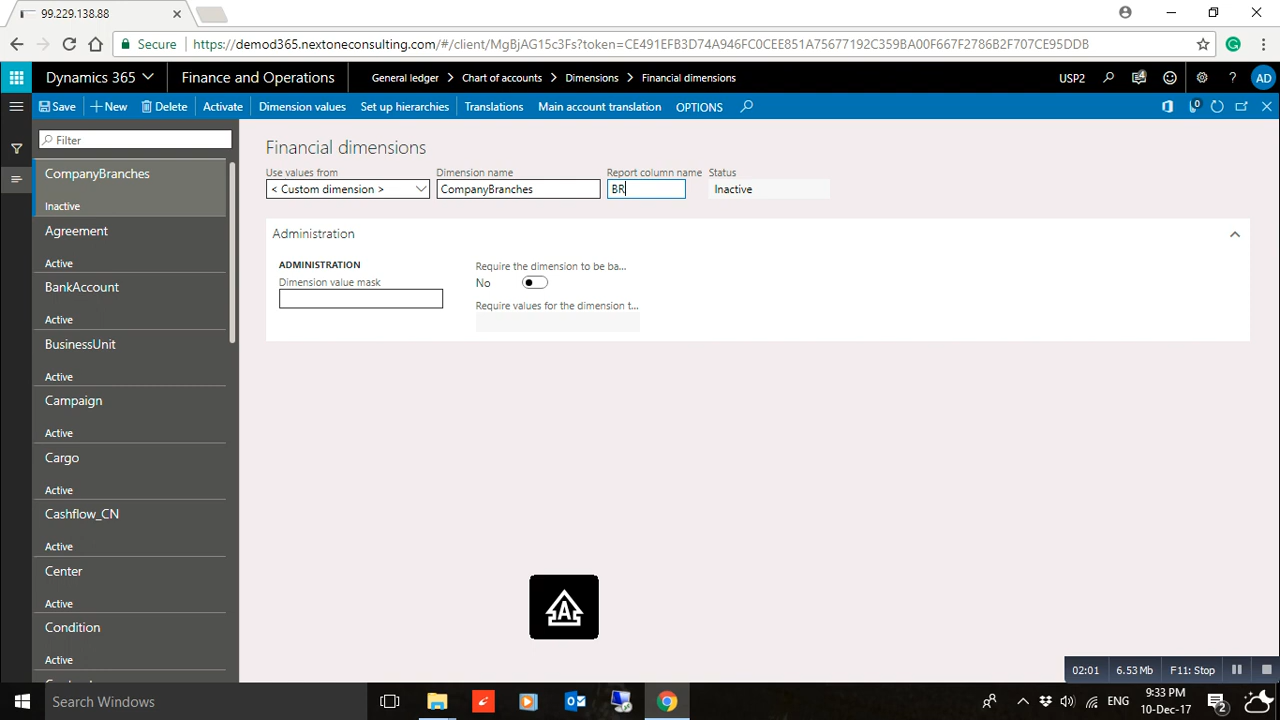 99.229.138.88
Secure
https://demod365.nextoneconsulting.com/#/client/MgBjAG15c3Fs?token=CE491EFB3D74A946FC0CEE851A75677192C359BA00F667F2786B2F707CE95DDB
Dynamics 365
Finance and Operations
General ledger
Chart of accounts
Dimensions
Financial dimensions
USP2
AD
Save
New
Delete
Activate
Dimension values
Set up hierarchies
Translations
Main account translation
OPTIONS
0
Filter
CompanyBranches
Inactive
Agreement
Active
BankAccount
Active
BusinessUnit
Active
Campaign
Active
Cargo
Active
Cashflow_CN
Active
Center
Active
Condition
Active
Financial dimensions
Use values from
Dimension name
Report column name
Status
< Custom dimension >
CompanyBranches
BR
Inactive
Administration
ADMINISTRATION
Dimension value mask
Require the dimension to be ba...
No
Require values for the dimension t...
A
02:01
6.53 Mb
F11: Stop
Search Windows
ENG
9:33 PM
10-Dec-17
2